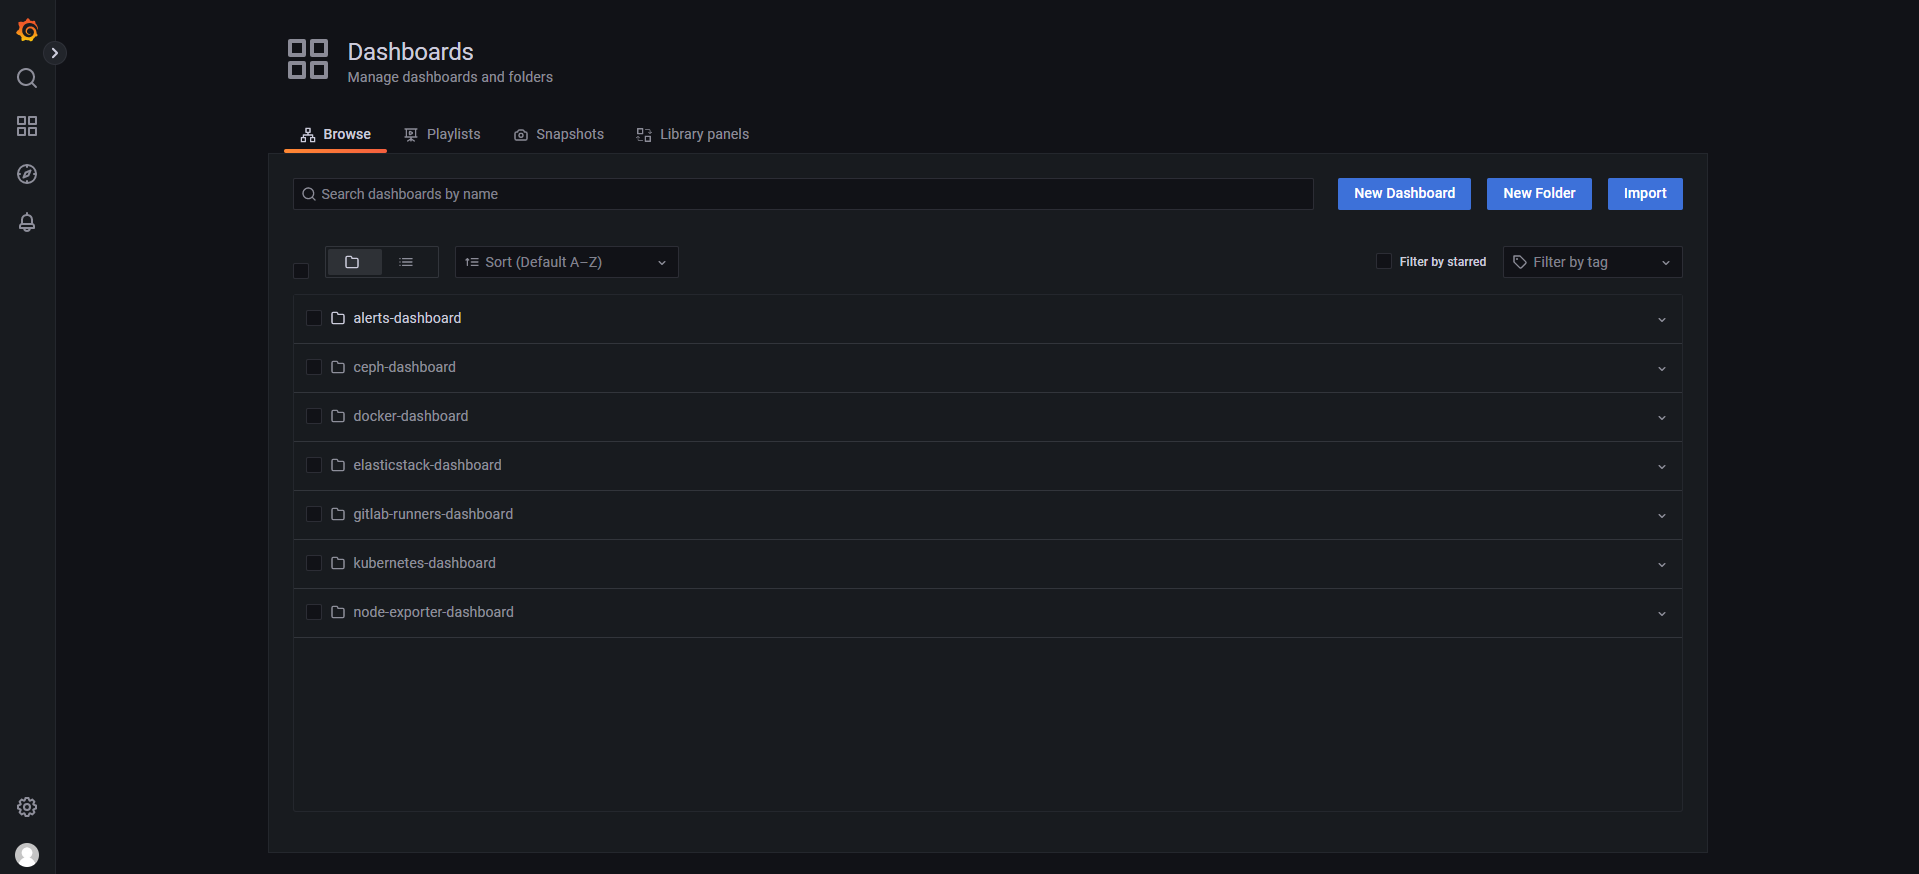 Dashboards
Manage dashboards and folders
Browse
Playlists
Snapshots
Library panels
Search dashboards by name
New Dashboard
New Folder
Import
Sort (Default A–Z)
Filter by starred
Filter by tag
alerts-dashboard
ceph-dashboard
docker-dashboard
elasticstack-dashboard
gitlab-runners-dashboard
kubernetes-dashboard
node-exporter-dashboard